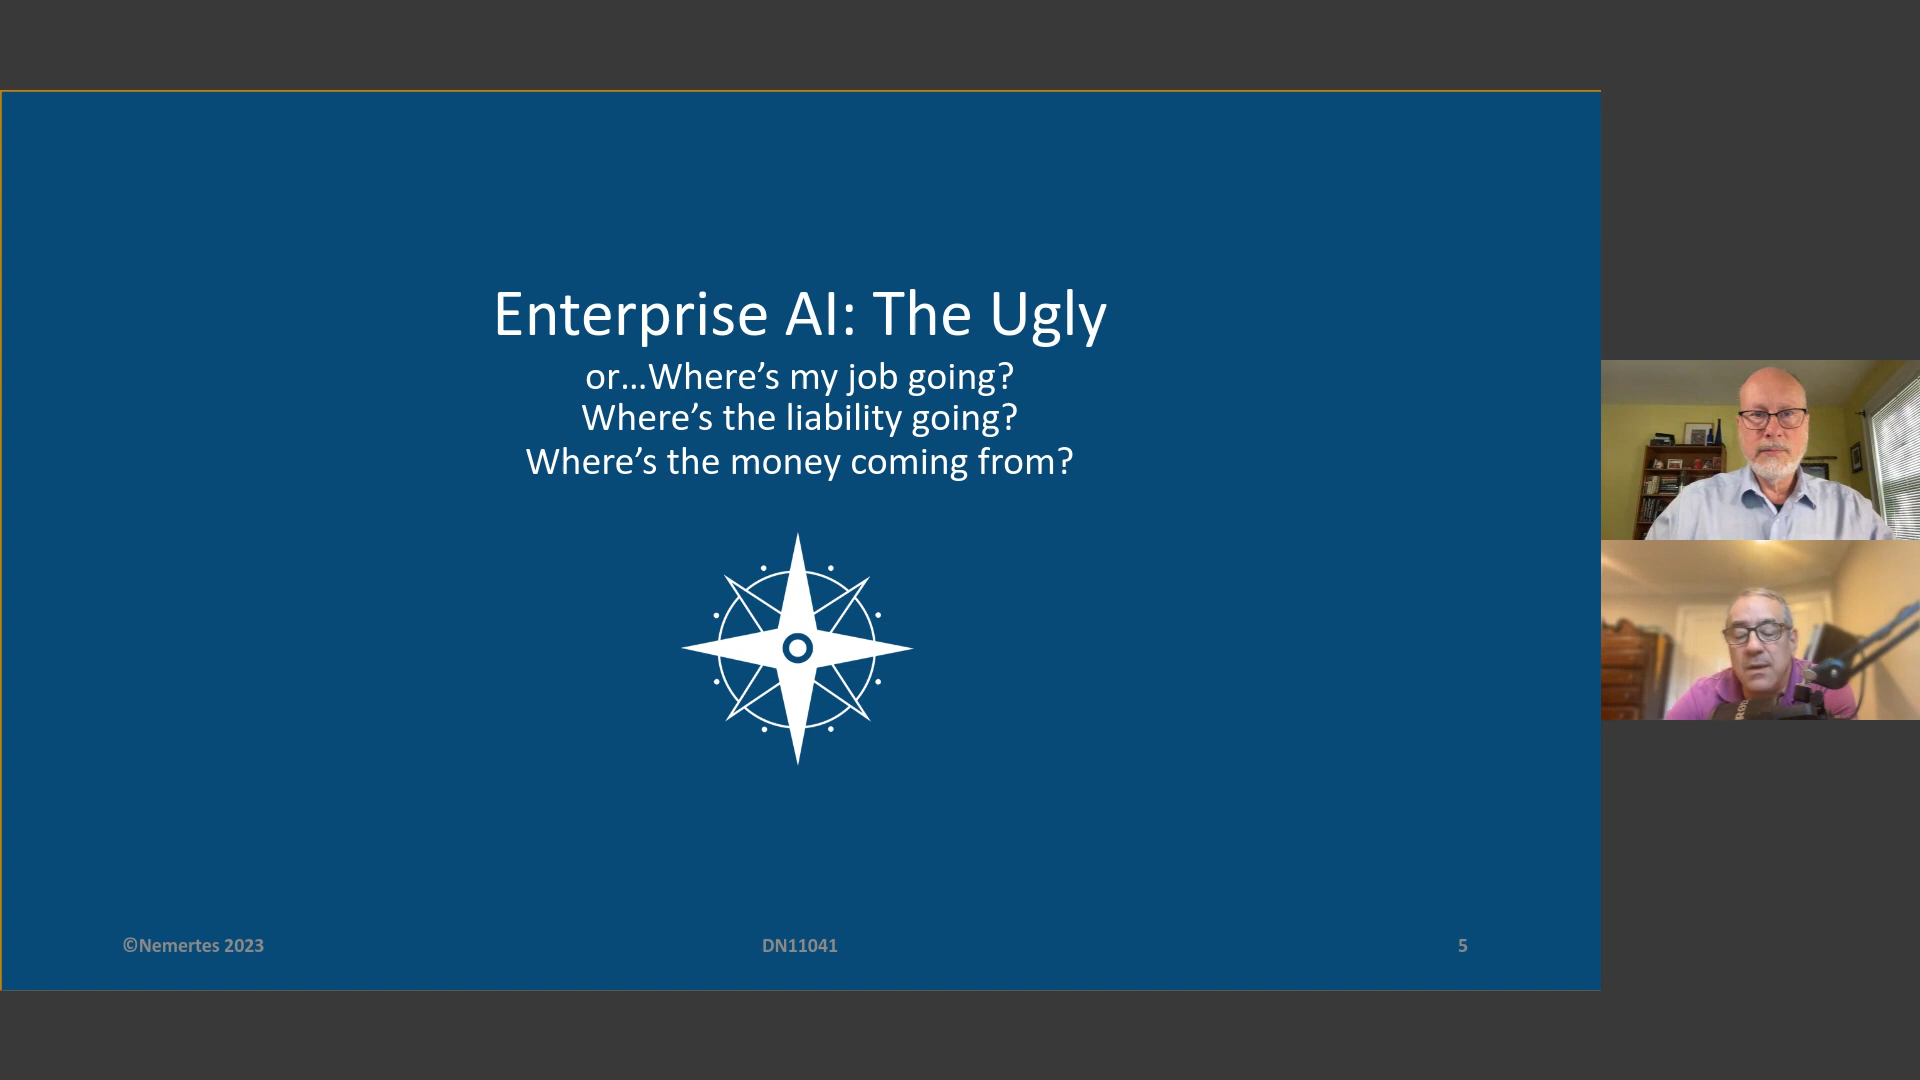 Enterprise AI: The Ugly
or…Where’s my job going?
Where’s the liability going?
Where’s the money coming from?
©Nemertes 2023
DN11041
5